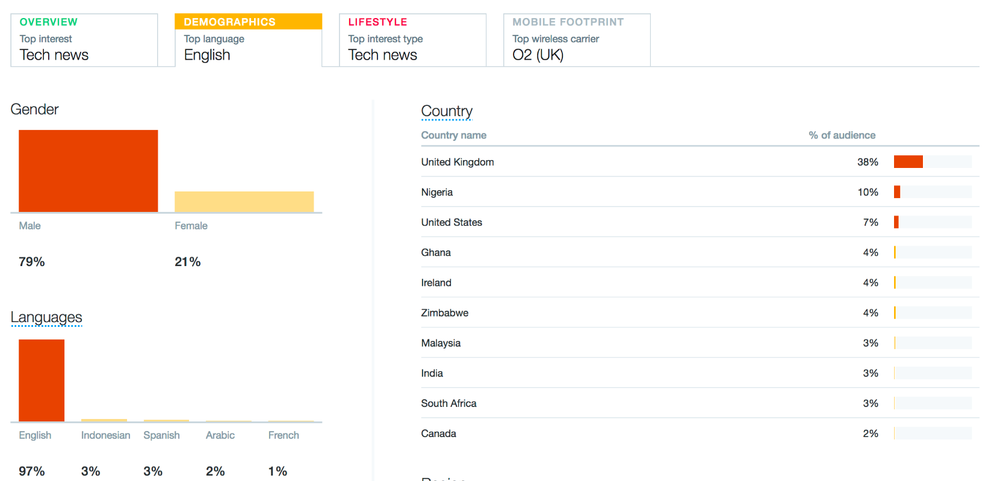 OVERVIEW
Top interest
Tech news
DEMOGRAPHICS
Top language
English
LIFESTYLE
Top interest type
Tech news
MOBILE FOOTPRINT
Top wireless carrier
O2 (UK)
Gender
Male
Female
79%
21%
Languages
English Indonesian Spanish Arabic French
97% 3% 3% 2% 1%
Country
Country name % of audience
United Kingdom 38%
Nigeria 10%
United States 7%
Ghana 4%
Ireland 4%
Zimbabwe 4%
Malaysia 3%
India 3%
South Africa 3%
Canada 2%